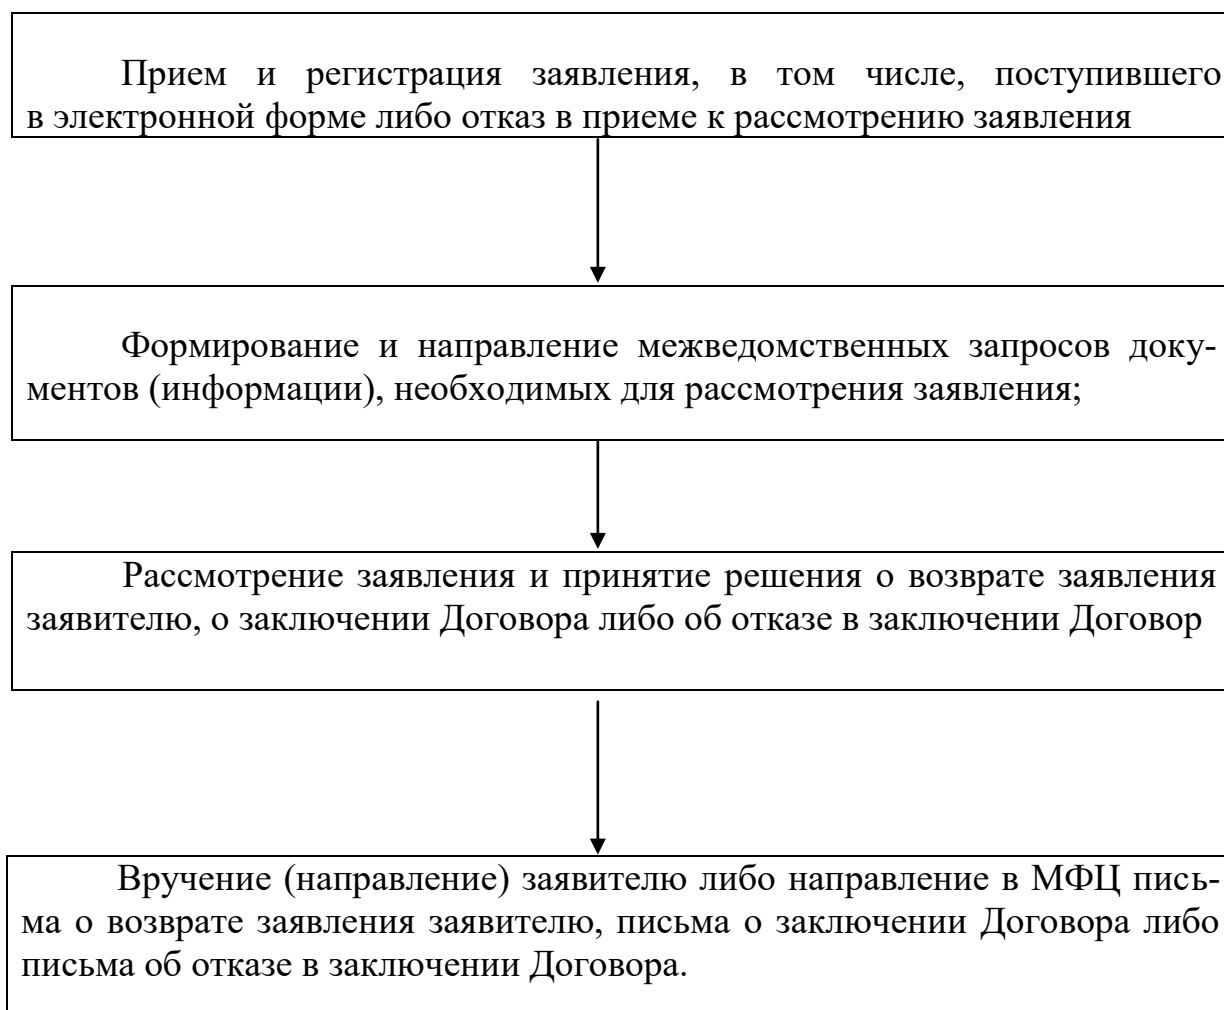 Прием и регистрация заявления, в том числе, поступившего
в электронной форме либо отказ в приеме к рассмотрению заявления
Формирование и направление межведомственных запросов доку-
ментов (информации), необходимых для рассмотрения заявления;
Рассмотрение заявления и принятие решения о возврате заявления
заявителю, о заключении Договора либо об отказе в заключении Договор
Вручение (направление) заявителю либо направление в МФЦ пись-
ма о возврате заявления заявителю, письма о заключении Договора либо
письма об отказе в заключении Договора.